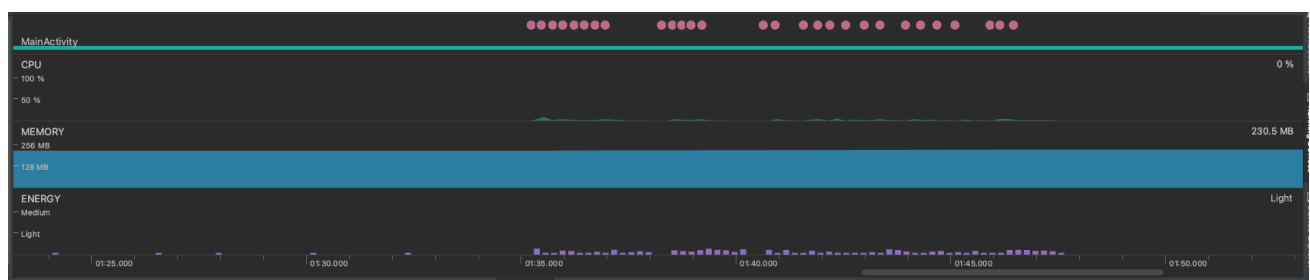 MainActivity
CPU 0 %
100 %
50 %
MEMORY 230.5 MB
256 MB
128 MB
ENERGY Light
Medium
Light
01:25.000 01:30.000 01:35.000 01:40.000 01:45.000 01:50.000